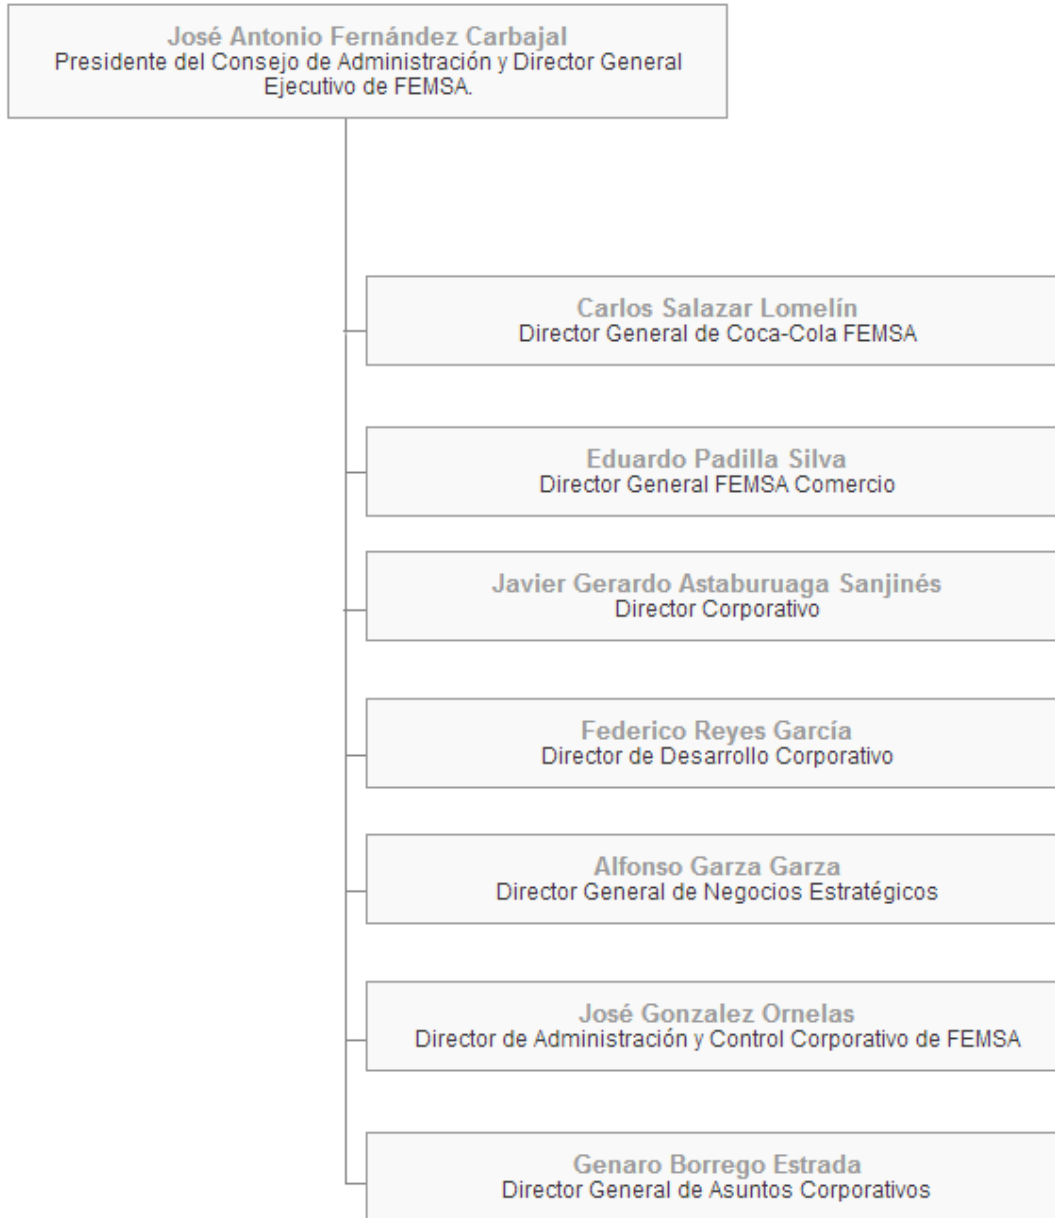 José Antonio Fernández Carbajal
Presidente del Consejo de Administración y Director General
Ejecutivo de FEMSA.
Carlos Salazar Lomelín
Director General de Coca-Cola FEMSA
Eduardo Padilla Silva
Director General FEMSA Comercio
Javier Gerardo Astaburuaga Sanjinés
Director Corporativo
Federico Reyes García
Director de Desarrollo Corporativo
Alfonso Garza Garza
Director General de Negocios Estratégicos
José Gonzalez Ornelas
Director de Administración y Control Corporativo de FEMSA
Genaro Borrego Estrada
Director General de Asuntos Corporativos